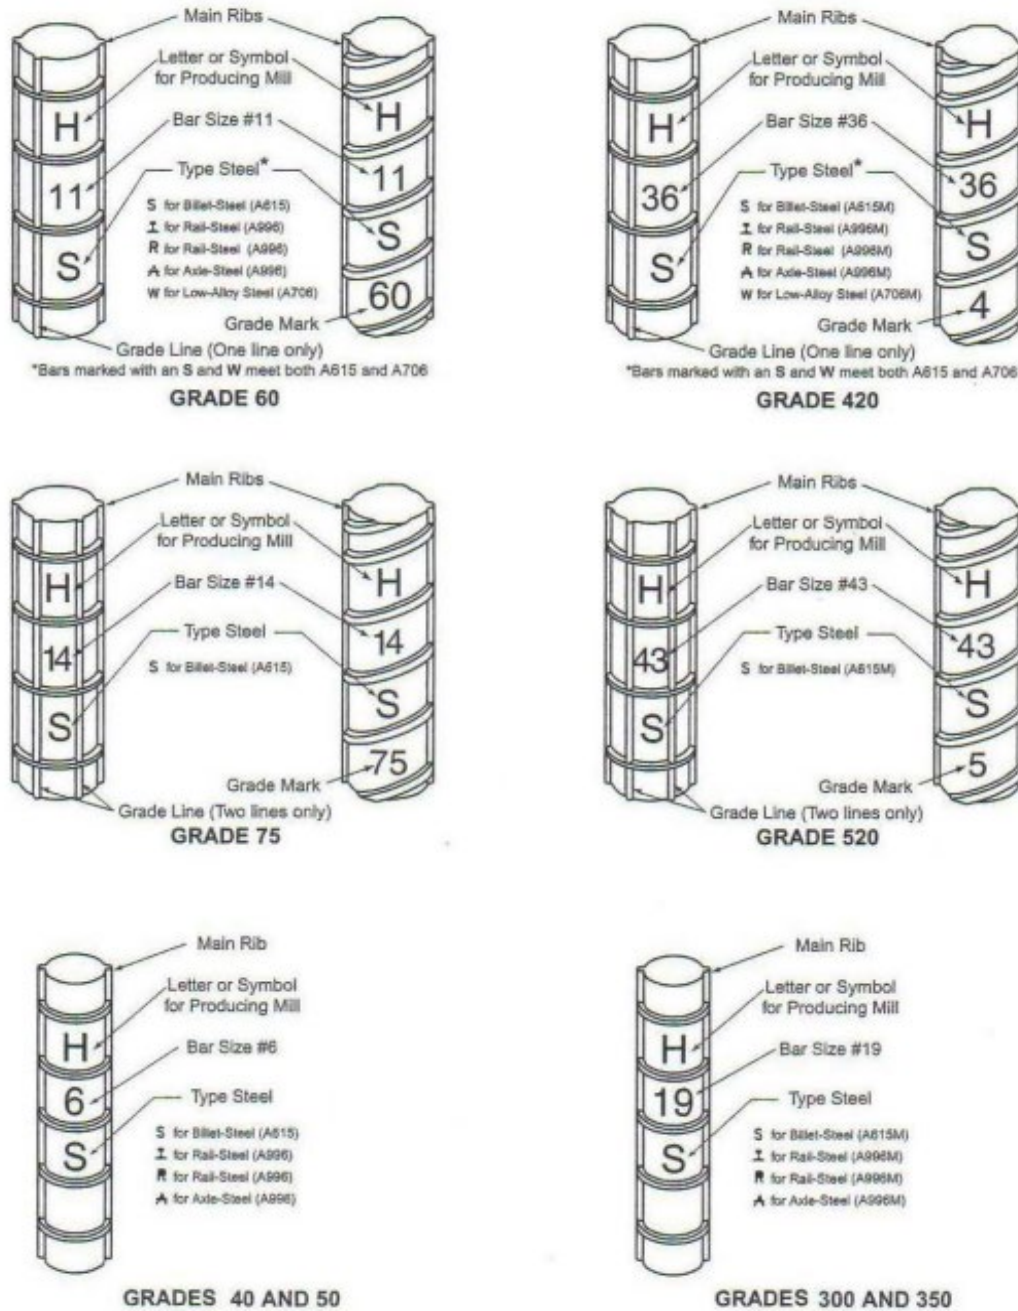 Main Ribs
Letter or Symbol
for Producing Mill
H
H
Bar Size #11
11
11
Type Steel*
S for Billet-Steel (A615)
I for Rail-Steel (A996)
R for Rail-Steel (A996)
A for Axle-Steel (A996)
W for Low-Alloy Steel (A706)
S
S
60
Grade Mark
Grade Line (One line only)
*Bars marked with an S and W meet both A615 and A706
GRADE 60
Main Ribs
Letter or Symbol
for Producing Mill
H
H
Bar Size #36
36
36
Type Steel*
S for Billet-Steel (A615M)
I for Rail-Steel (A996M)
R for Rail-Steel (A996M)
A for Axle-Steel (A996M)
W for Low-Alloy Steel (A706M)
S
S
4
Grade Mark
Grade Line (One line only)
*Bars marked with an S and W meet both A615 and A706
GRADE 420
Main Ribs
Letter or Symbol
for Producing Mill
H
H
Bar Size #14
14
14
Type Steel
S for Billet-Steel (A615)
S
S
75
Grade Mark
Grade Line (Two lines only)
GRADE 75
Main Ribs
Letter or Symbol
for Producing Mill
H
H
Bar Size #43
43
43
Type Steel
S for Billet-Steel (A615M)
S
S
5
Grade Mark
Grade Line (Two lines only)
GRADE 520
Main Rib
Letter or Symbol
for Producing Mill
H
Bar Size #6
6
Type Steel
S
S for Billet-Steel (A615)
I for Rail-Steel (A996)
R for Rail-Steel (A996)
A for Axle-Steel (A996)
GRADES 40 AND 50
Main Rib
Letter or Symbol
for Producing Mill
H
Bar Size #19
19
Type Steel
S
S for Billet-Steel (A615M)
I for Rail-Steel (A996M)
R for Rail-Steel (A996M)
A for Axle-Steel (A996M)
GRADES 300 AND 350